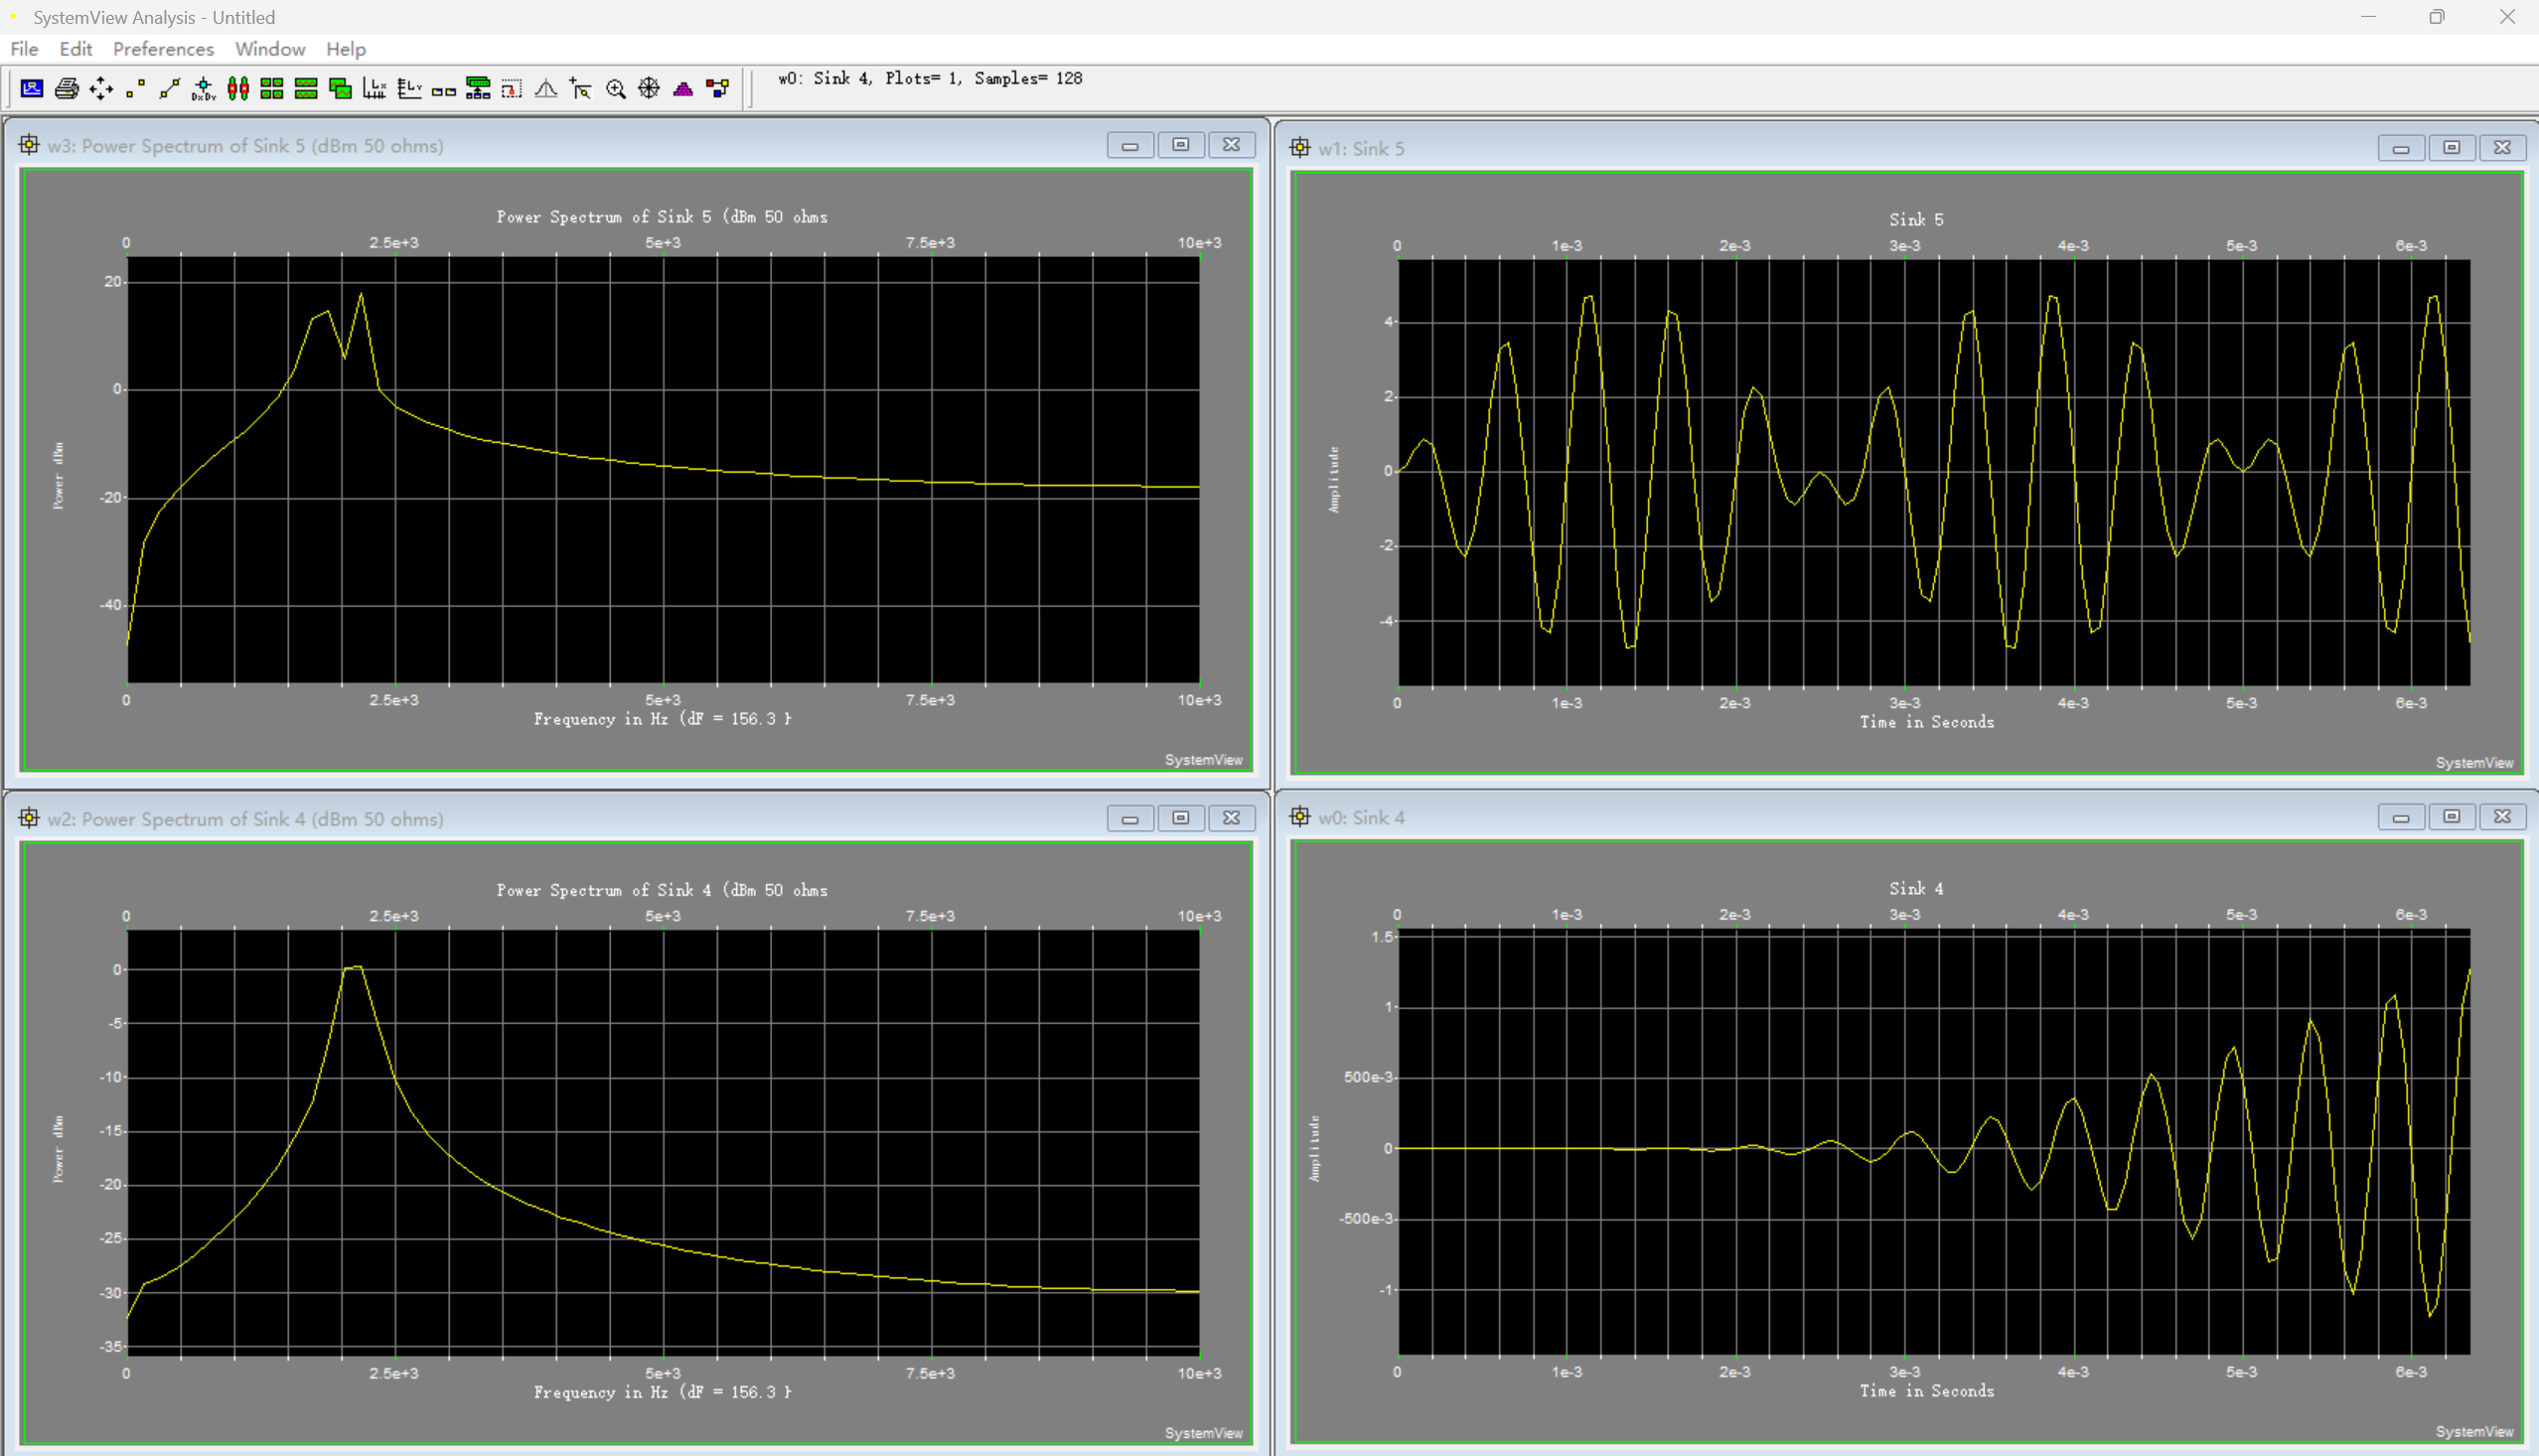 SystemView Analysis - Untitled
File Edit Preferences Window Help
w0: Sink 4, Plots= 1, Samples= 128
w3: Power Spectrum of Sink 5 (dBm 50 ohms)
Power Spectrum of Sink 5 (dBm 50 ohms
0 2.5e+3 5e+3 7.5e+3 10e+3
20
0
-20
-40
Power dBm
0 2.5e+3 5e+3 7.5e+3 10e+3
Frequency in Hz (dF = 156.3 )
SystemView
w1: Sink 5
Sink 5
0 1e-3 2e-3 3e-3 4e-3 5e-3 6e-3
4
2
0
-2
-4
Amplitude
0 1e-3 2e-3 3e-3 4e-3 5e-3 6e-3
Time in Seconds
SystemView
w2: Power Spectrum of Sink 4 (dBm 50 ohms)
Power Spectrum of Sink 4 (dBm 50 ohms
0 2.5e+3 5e+3 7.5e+3 10e+3
0
-5
-10
-15
-20
-25
-30
-35
Power dBm
0 2.5e+3 5e+3 7.5e+3 10e+3
Frequency in Hz (dF = 156.3 )
SystemView
w0: Sink 4
Sink 4
0 1e-3 2e-3 3e-3 4e-3 5e-3 6e-3
1.5
1
500e-3
0
-500e-3
-1
Amplitude
0 1e-3 2e-3 3e-3 4e-3 5e-3 6e-3
Time in Seconds
SystemView